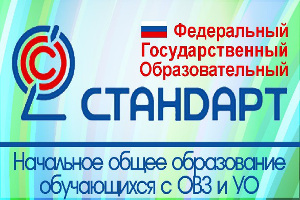 Федеральный
Государственный
Образовательный
СТАНДАРТ
Начальное общее образование
обучающихся с ОВЗ и УО